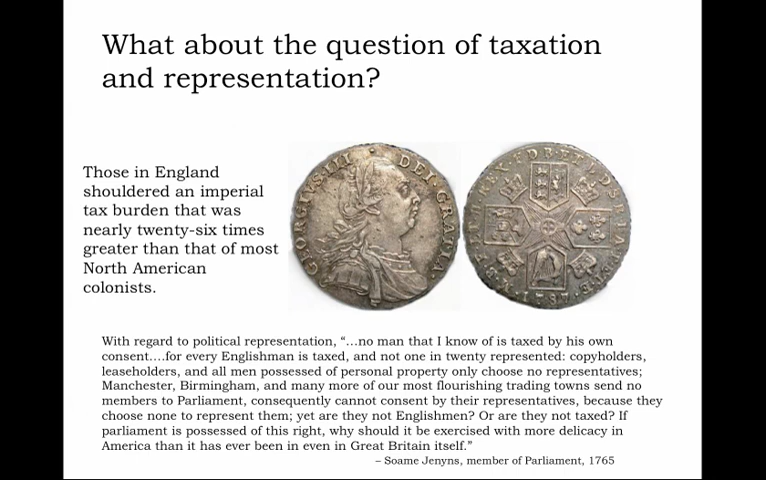 What about the question of taxation
and representation?
Those in England
shouldered an imperial
tax burden that was
nearly twenty-six times
greater than that of most
North American
colonists.
GEORGIVS·III DEI·GRATIA·
1787
With regard to political representation, “…no man that I know of is taxed by his own
consent….for every Englishman is taxed, and not one in twenty represented: copyholders,
leaseholders, and all men possessed of personal property only choose no representatives;
Manchester, Birmingham, and many more of our most flourishing trading towns send no
members to Parliament, consequently cannot consent by their representatives, because they
choose none to represent them; yet are they not Englishmen? Or are they not taxed? If
parliament is possessed of this right, why should it be exercised with more delicacy in
America than it has ever been in even in Great Britain itself.”
– Soame Jenyns, member of Parliament, 1765